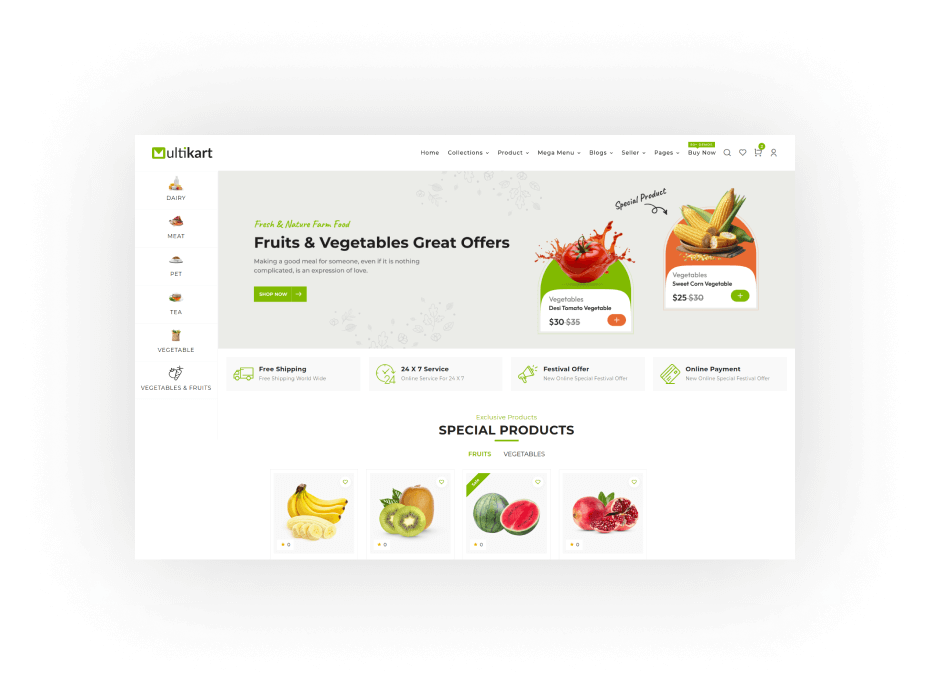 Multikart
Home Collections Product Mega Menu Blogs Seller Pages Buy Now
2
DAIRY
MEAT
PET
TEA
VEGETABLE
VEGETABLES & FRUITS
Fresh & Nature Farm Food
Fruits & Vegetables Great Offers
Making a good meal for someone, even if it is nothing
complicated, is an expression of love.
SHOP NOW →
Special Product
Vegetables
Desi Tomato Vegetable
$30 $35
+
Vegetables
Sweet Corn Vegetable
$25 $30
+
Free Shipping
Free Shipping World Wide
24 X 7 Service
Online Service For 24 X 7
Festival Offer
New Online Special Festival Offer
Online Payment
New Online Special Festival Offer
24
Exclusive Products
SPECIAL PRODUCTS
FRUITS VEGETABLES
Sale
0
0
0
0